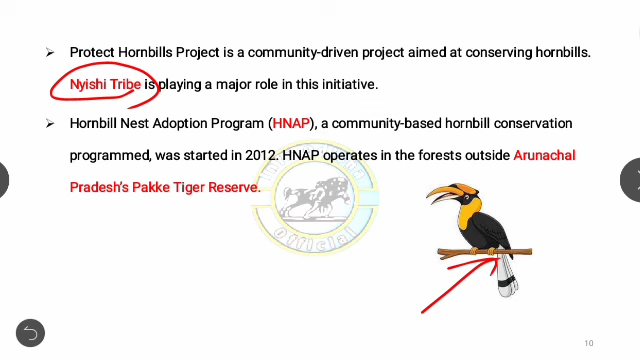 Protect Hornbills Project is a community-driven project aimed at conserving hornbills.
Nyishi Tribe is playing a major role in this initiative.
Hornbill Nest Adoption Program (HNAP), a community-based hornbill conservation
programmed, was started in 2012. HNAP operates in the forests outside Arunachal
Pradesh's Pakke Tiger Reserve.
Official
10